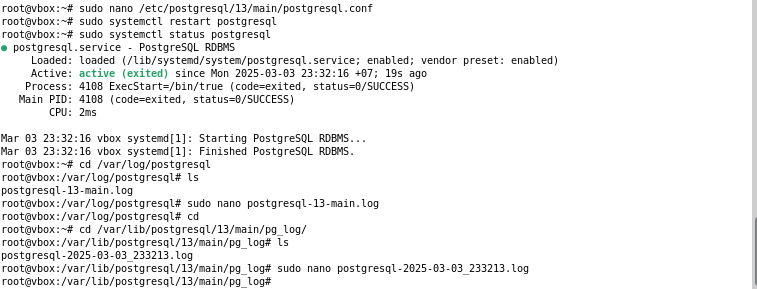 root@vbox:~# sudo nano /etc/postgresql/13/main/postgresql.conf
root@vbox:~# sudo systemctl restart postgresql
root@vbox:~# sudo systemctl status postgresql
● postgresql.service - PostgreSQL RDBMS
     Loaded: loaded (/lib/systemd/system/postgresql.service; enabled; vendor preset: enabled)
     Active: active (exited) since Mon 2025-03-03 23:32:16 +07; 19s ago
    Process: 4108 ExecStart=/bin/true (code=exited, status=0/SUCCESS)
   Main PID: 4108 (code=exited, status=0/SUCCESS)
        CPU: 2ms

Mar 03 23:32:16 vbox systemd[1]: Starting PostgreSQL RDBMS...
Mar 03 23:32:16 vbox systemd[1]: Finished PostgreSQL RDBMS.
root@vbox:~# cd /var/log/postgresql
root@vbox:/var/log/postgresql# ls
postgresql-13-main.log
root@vbox:/var/log/postgresql# sudo nano postgresql-13-main.log
root@vbox:/var/log/postgresql# cd
root@vbox:~# cd /var/lib/postgresql/13/main/pg_log/
root@vbox:/var/lib/postgresql/13/main/pg_log# ls
postgresql-2025-03-03_233213.log
root@vbox:/var/lib/postgresql/13/main/pg_log# sudo nano postgresql-2025-03-03_233213.log
root@vbox:/var/lib/postgresql/13/main/pg_log#